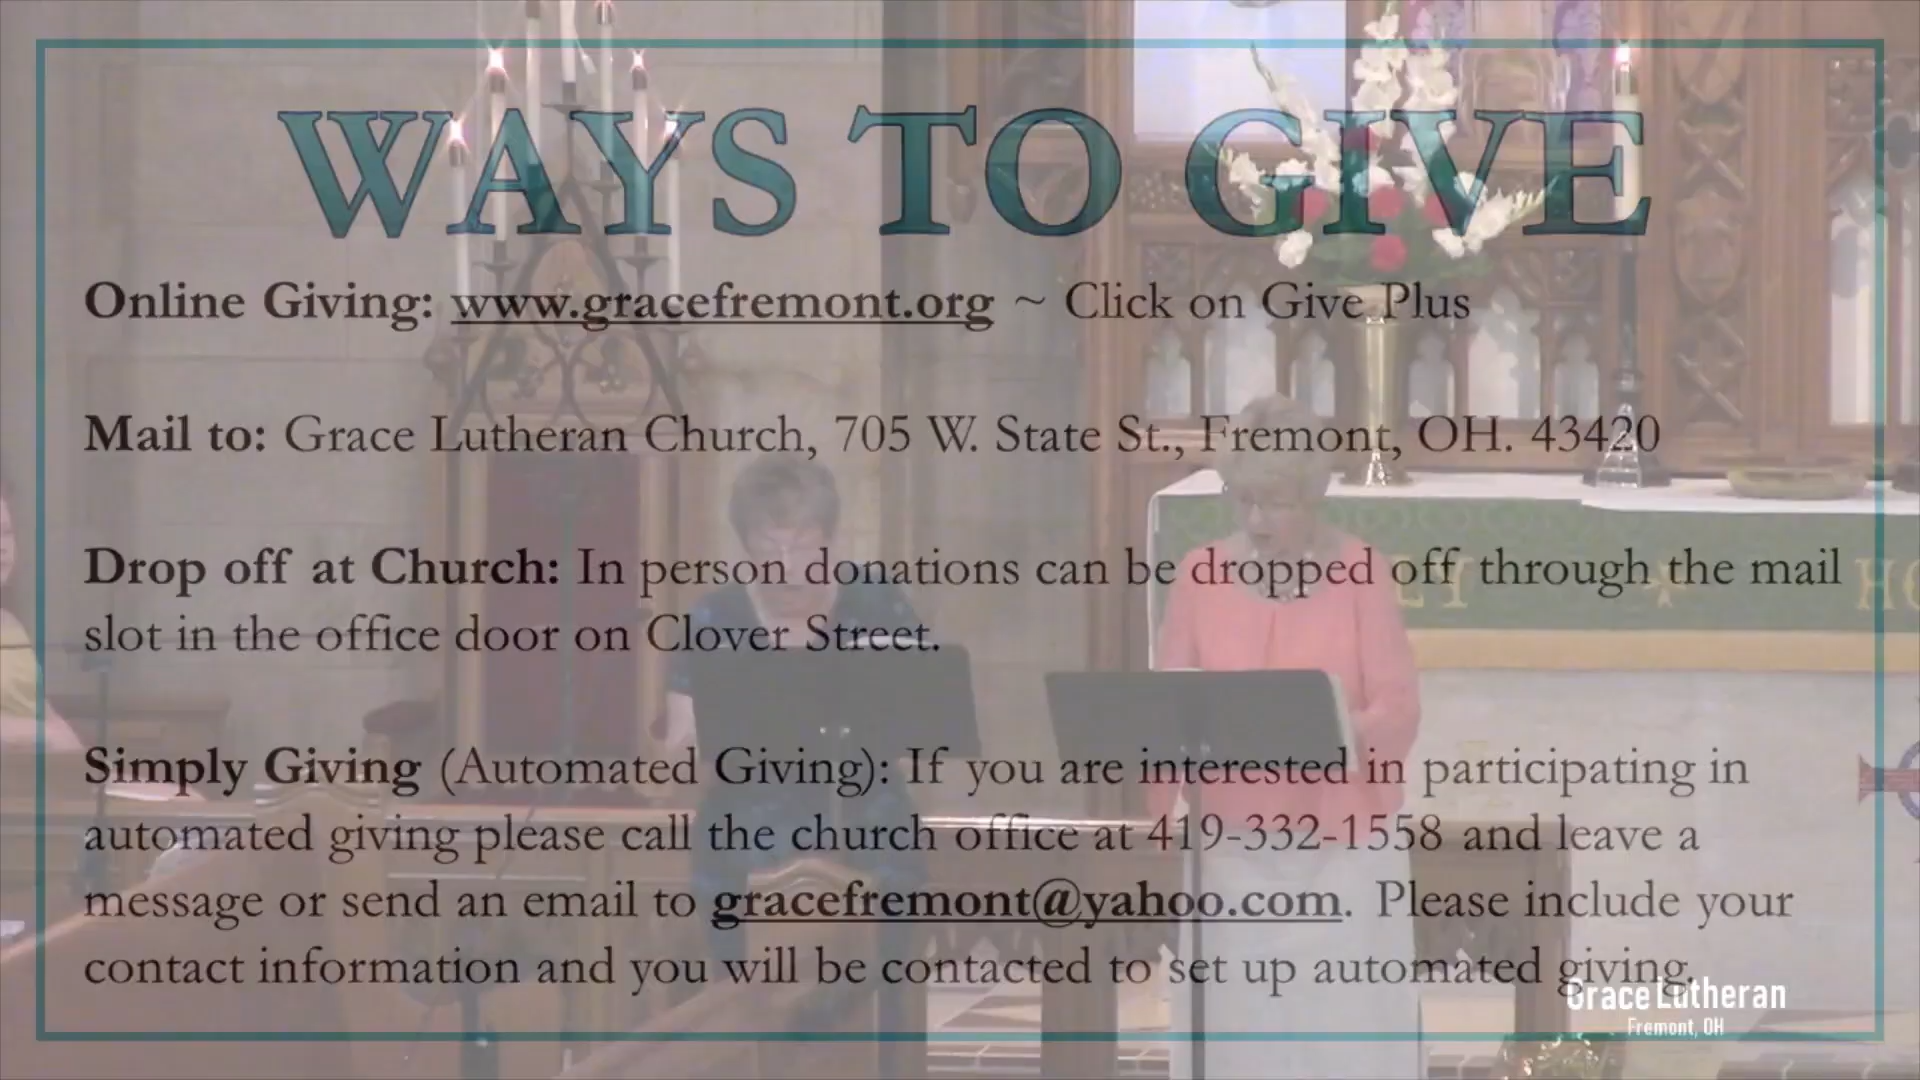 WAYS TO GIVE
Online Giving: www.gracefremont.org ~ Click on Give Plus
Mail to: Grace Lutheran Church, 705 W. State St., Fremont, OH. 43420
Drop off at Church: In person donations can be dropped off through the mail
slot in the office door on Clover Street.
Simply Giving (Automated Giving): If you are interested in participating in
automated giving please call the church office at 419-332-1558 and leave a
message or send an email to gracefremont@yahoo.com. Please include your
contact information and you will be contacted to set up automated giving.
Grace Lutheran
Fremont, OH